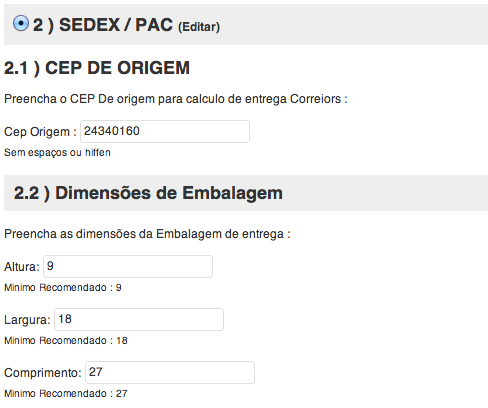 2 ) SEDEX / PAC (Editar)
2.1 ) CEP DE ORIGEM
Preencha o CEP De origem para calculo de entrega Correiors :
Cep Origem : 24340160
Sem espaços ou hiffen
2.2 ) Dimensões de Embalagem
Preencha as dimensões da Embalagem de entrega :
Altura: 9
Minimo Recomendado : 9
Largura: 18
Minimo Recomendado : 18
Comprimento: 27
Minimo Recomendado : 27